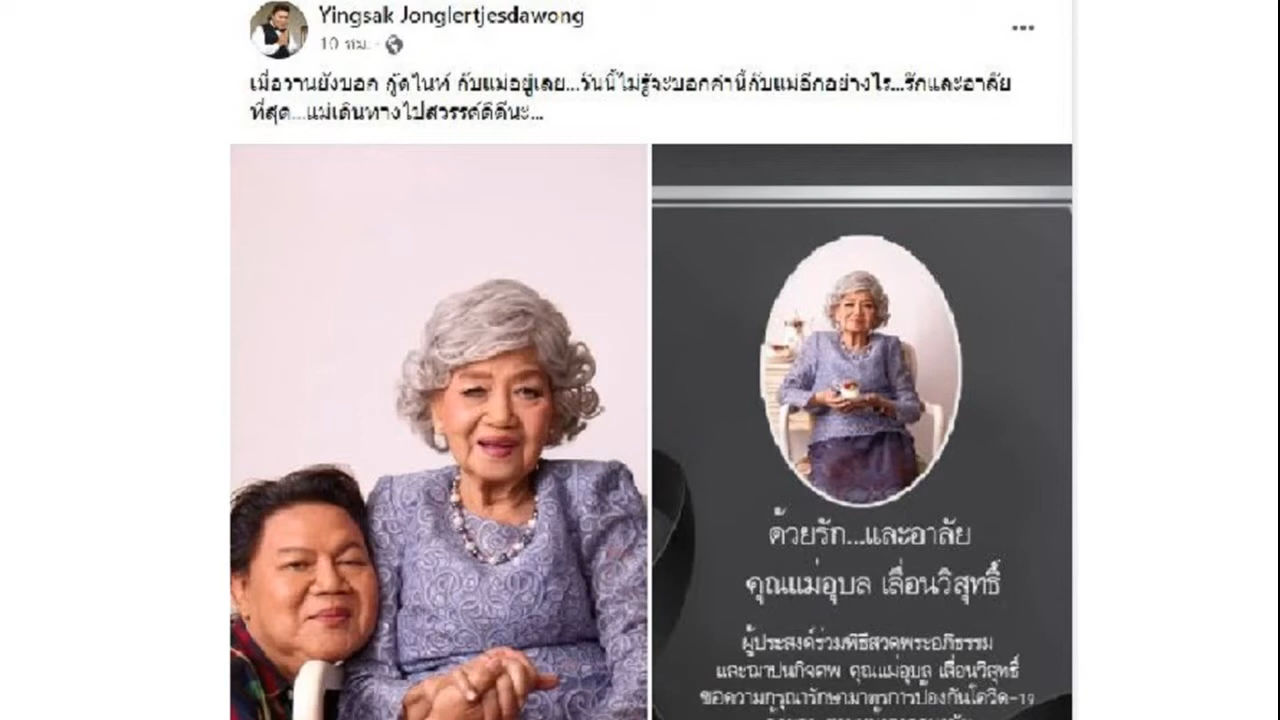 Yingsak Jonglertjesdawong
10 ชม.
เมื่อวานยังบอก กู๊ดไนท์ กับแม่อยู่เลย...วันนี้ไม่รู้จะบอกคำนี้กับแม่อีกอย่างไร...รักและอาลัย
ที่สุด...แม่เดินทางไปสวรรค์ดีดีนะ...
ด้วยรัก...และอาลัย
คุณแม่อุบล เลื่อนวิสุทธิ์
ผู้ประสงค์ร่วมพิธีสวดพระอภิธรรม
และฌาปนกิจศพ คุณแม่อุบล เลื่อนวิสุทธิ์
ขอความกรุณารักษามาตรการป้องกันโควิด-19